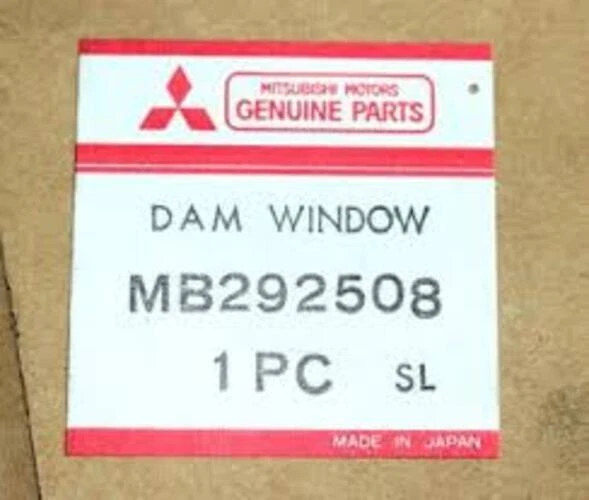 MITSUBISHI MOTORS
GENUINE PARTS
DAM WINDOW
MB292508
1 PC SL
MADE IN JAPAN